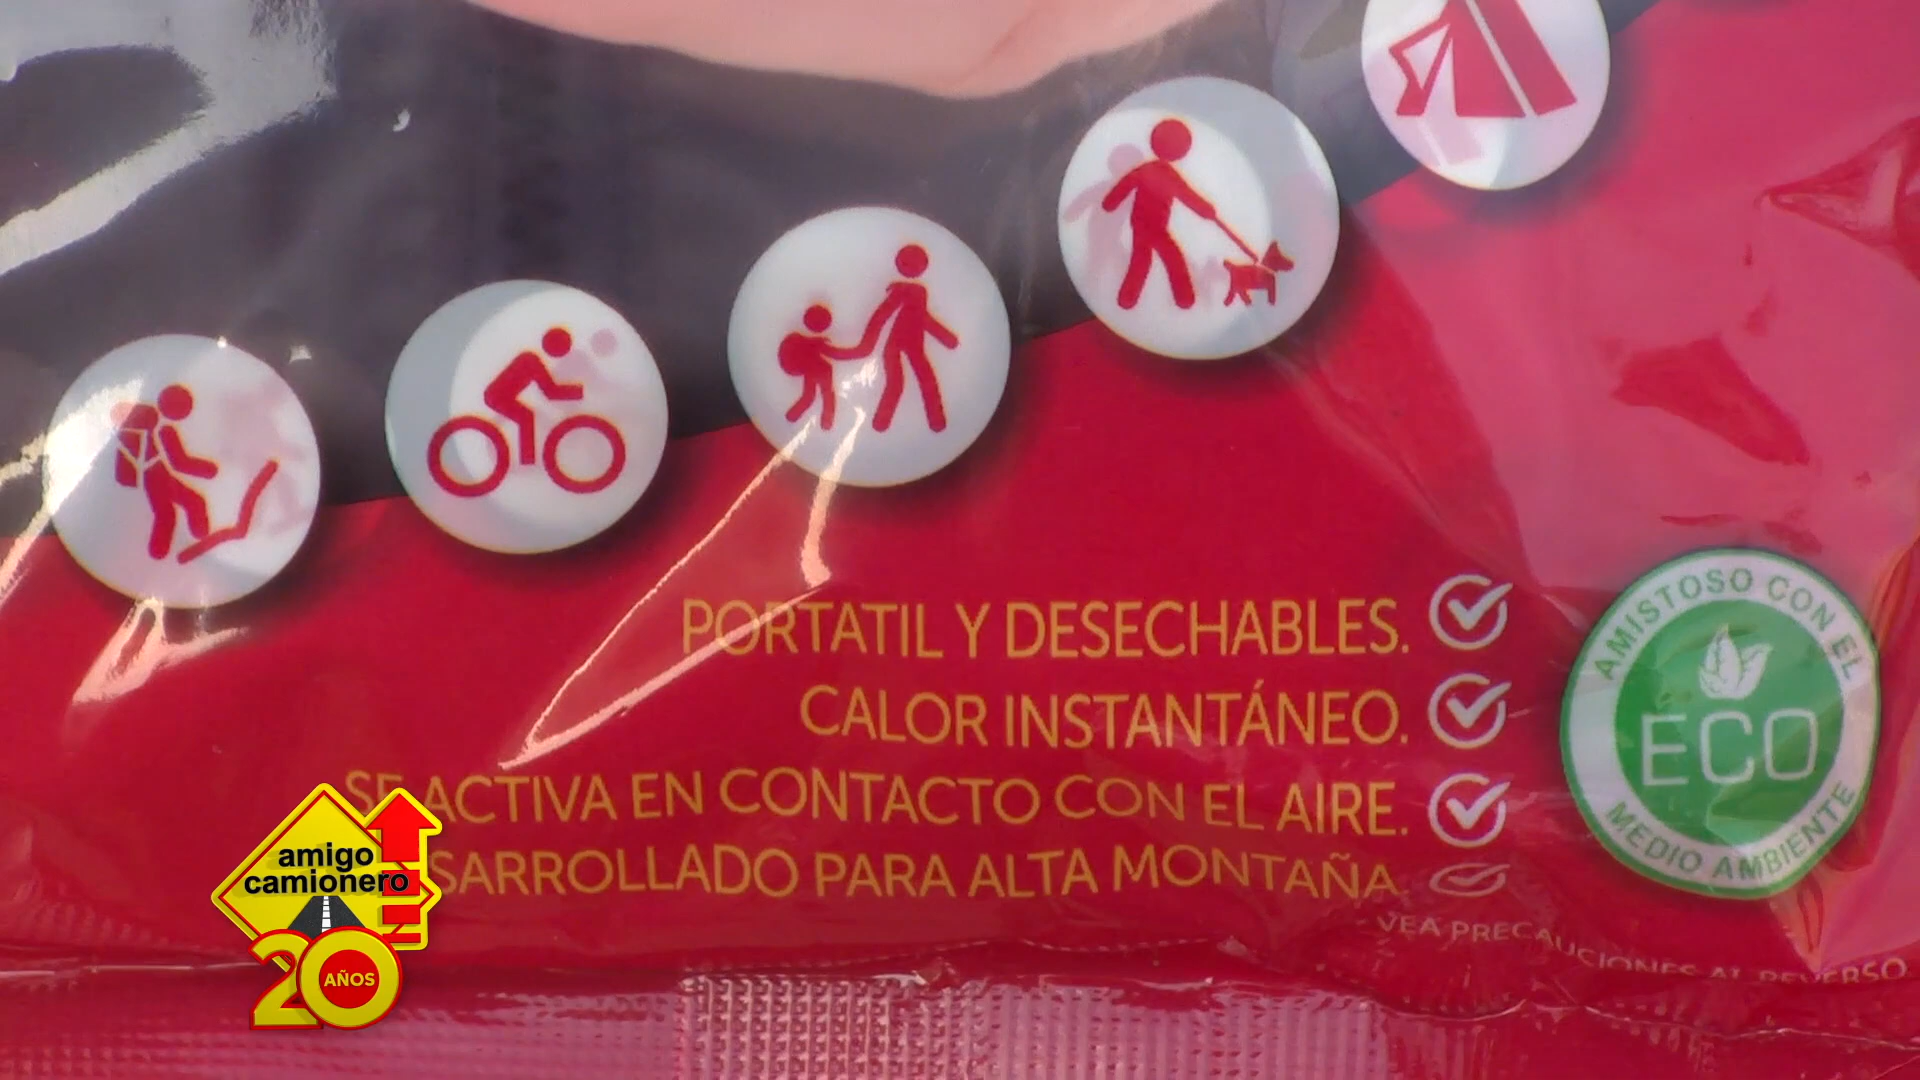 PORTATIL Y DESECHABLES.
CALOR INSTANTÁNEO.
SE ACTIVA EN CONTACTO CON EL AIRE.
SARROLLADO PARA ALTA MONTAÑA.
VEA PRECAUCIONES AL REVERSO
AMISTOSO CON EL
ECO
MEDIO AMBIENTE
amigo
camionero
20
AÑOS